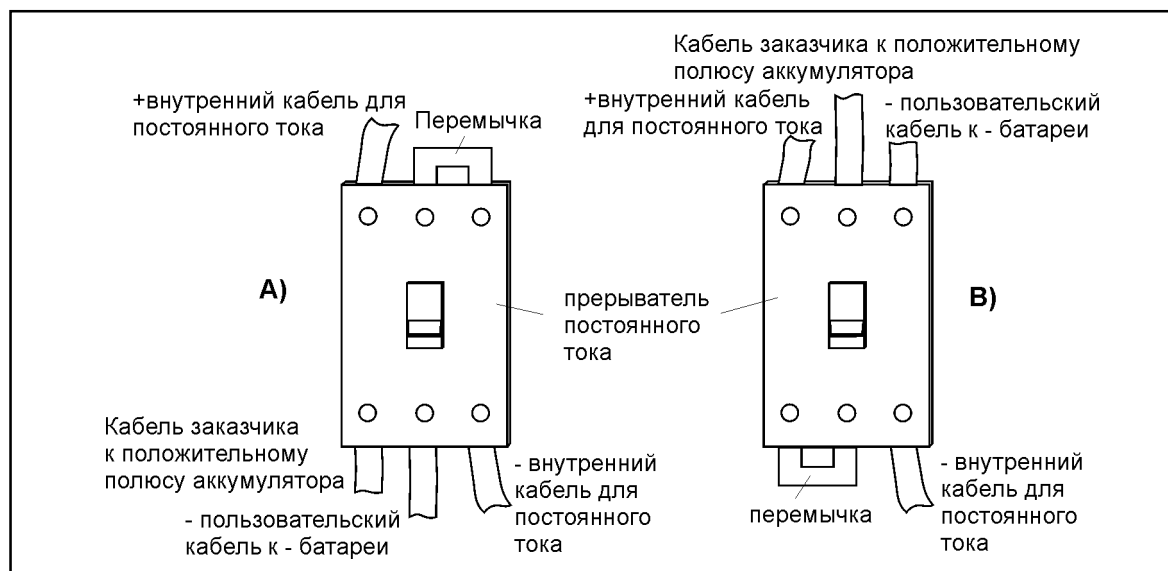 Кабель заказчика к положительному
полюсу аккумулятора
+внутренний кабель для
постоянного тока
Перемычка
+внутренний кабель
для постоянного тока
- пользовательский
кабель к - батареи
А)
прерыватель
постоянного
тока
В)
Кабель заказчика
к положительному
полюсу аккумулятора
- пользовательский
кабель к - батареи
- внутренний
кабель для
постоянного
тока
перемычка
- внутренний
кабель для
постоянного
тока